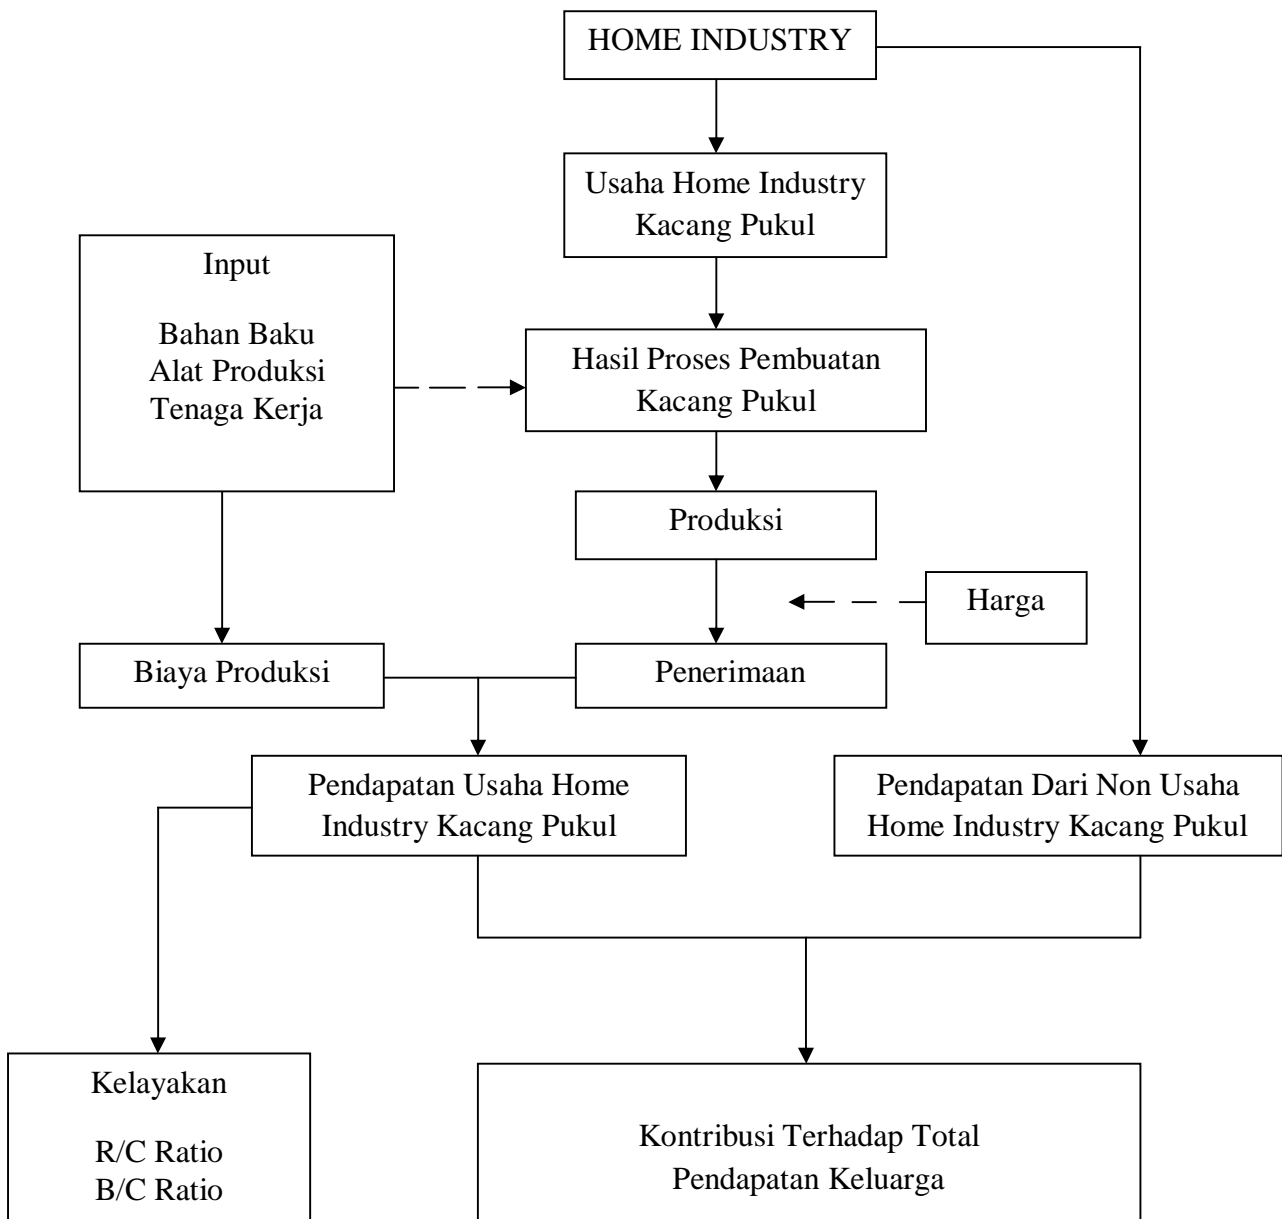 HOME INDUSTRY
Usaha Home Industry
Kacang Pukul
Input
Bahan Baku
Alat Produksi
Tenaga Kerja
Hasil Proses Pembuatan
Kacang Pukul
Produksi
Harga
Biaya Produksi
Penerimaan
Pendapatan Usaha Home
Industry Kacang Pukul
Pendapatan Dari Non Usaha
Home Industry Kacang Pukul
Kelayakan
R/C Ratio
B/C Ratio
Kontribusi Terhadap Total
Pendapatan Keluarga